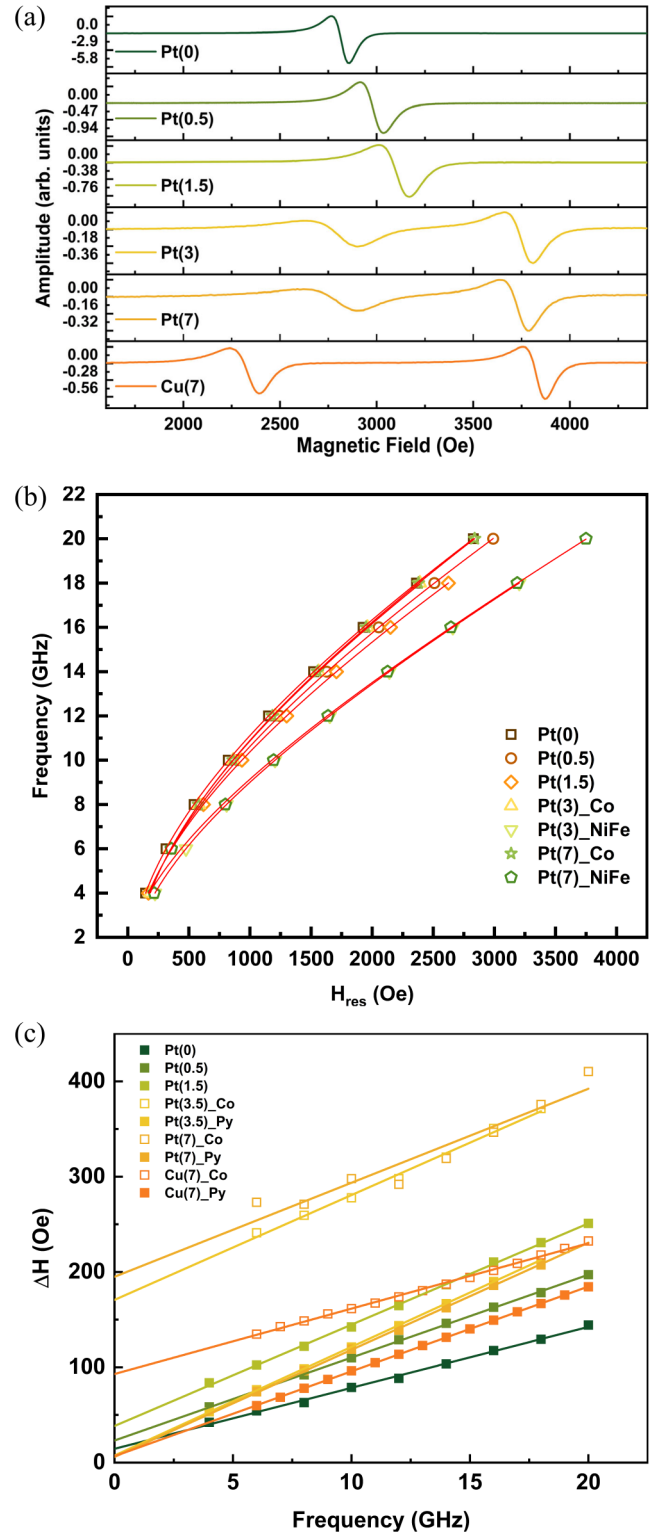 (a)
0.0
-2.9
-5.8
Pt(0)
0.00
-0.47
-0.94
Pt(0.5)
0.00
-0.38
-0.76
Pt(1.5)
0.00
-0.18
-0.36
Pt(3)
0.00
-0.16
-0.32
Pt(7)
0.00
-0.28
-0.56
Cu(7)
Amplitude (arb. units)
2000 2500 3000 3500 4000
Magnetic Field (Oe)
(b)
22
20
18
16
14
12
10
8
6
4
2
Frequency (GHz)
Pt(0)
Pt(0.5)
Pt(1.5)
Pt(3)_Co
Pt(3)_NiFe
Pt(7)_Co
Pt(7)_NiFe
0 500 1000 1500 2000 2500 3000 3500 4000
Hres (Oe)
(c)
Pt(0)
Pt(0.5)
Pt(1.5)
Pt(3.5)_Co
Pt(3.5)_Py
Pt(7)_Co
Pt(7)_Py
Cu(7)_Co
Cu(7)_Py
400
300
200
100
0
ΔH (Oe)
0 5 10 15 20
Frequency (GHz)